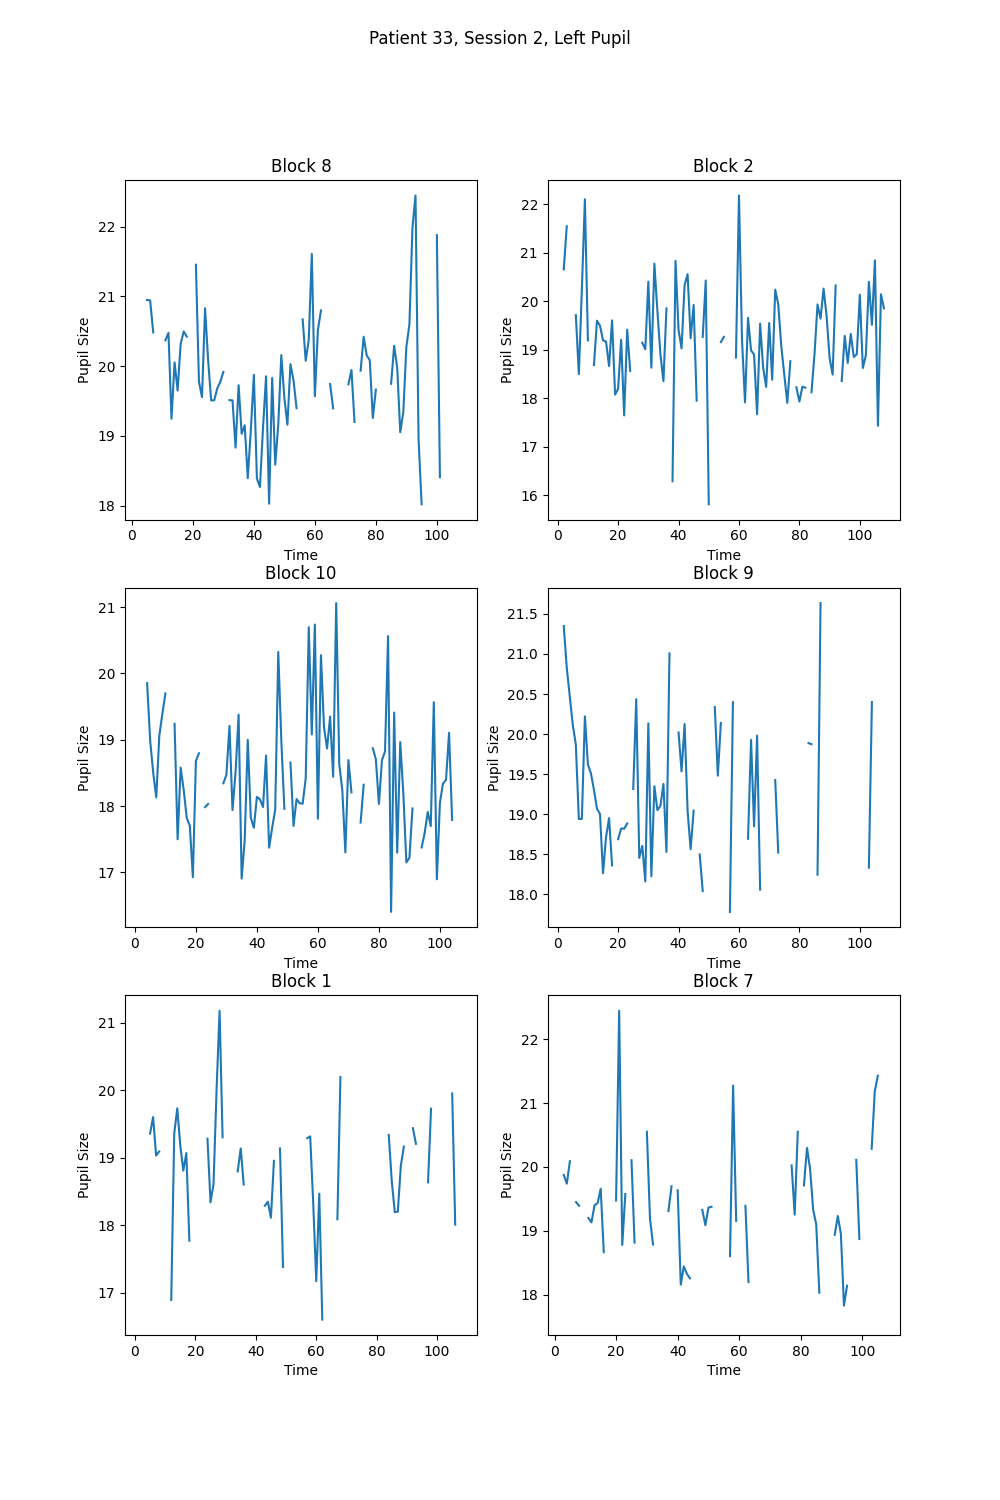 Patient 33, Session 2, Left Pupil
Block 8
22
21
20
19
18
Pupil Size
0 20 40 60 80 100
Time
Block 2
22
21
20
19
18
17
16
Pupil Size
0 20 40 60 80 100
Time
Block 10
21
20
19
18
17
Pupil Size
0 20 40 60 80 100
Time
Block 9
21.5
21.0
20.5
20.0
19.5
19.0
18.5
18.0
Pupil Size
0 20 40 60 80 100
Time
Block 1
21
20
19
18
17
Pupil Size
0 20 40 60 80 100
Time
Block 7
22
21
20
19
18
Pupil Size
0 20 40 60 80 100
Time